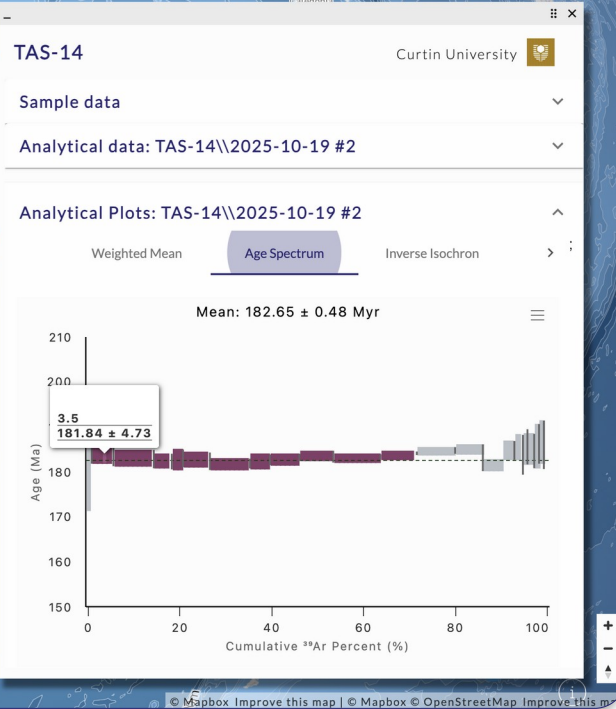 TAS-14
Curtin University
Sample data
Analytical data: TAS-14\\2025-10-19 #2
Analytical Plots: TAS-14\\2025-10-19 #2
Weighted Mean
Age Spectrum
Inverse Isochron
;
Mean: 182.65 ± 0.48 Myr
210
200
3.5
181.84 ± 4.73
180
170
160
150
Age (Ma)
0 20 40 60 80 100
Cumulative ³⁹Ar Percent (%)
© Mapbox Improve this map | © Mapbox © OpenStreetMap Improve this m